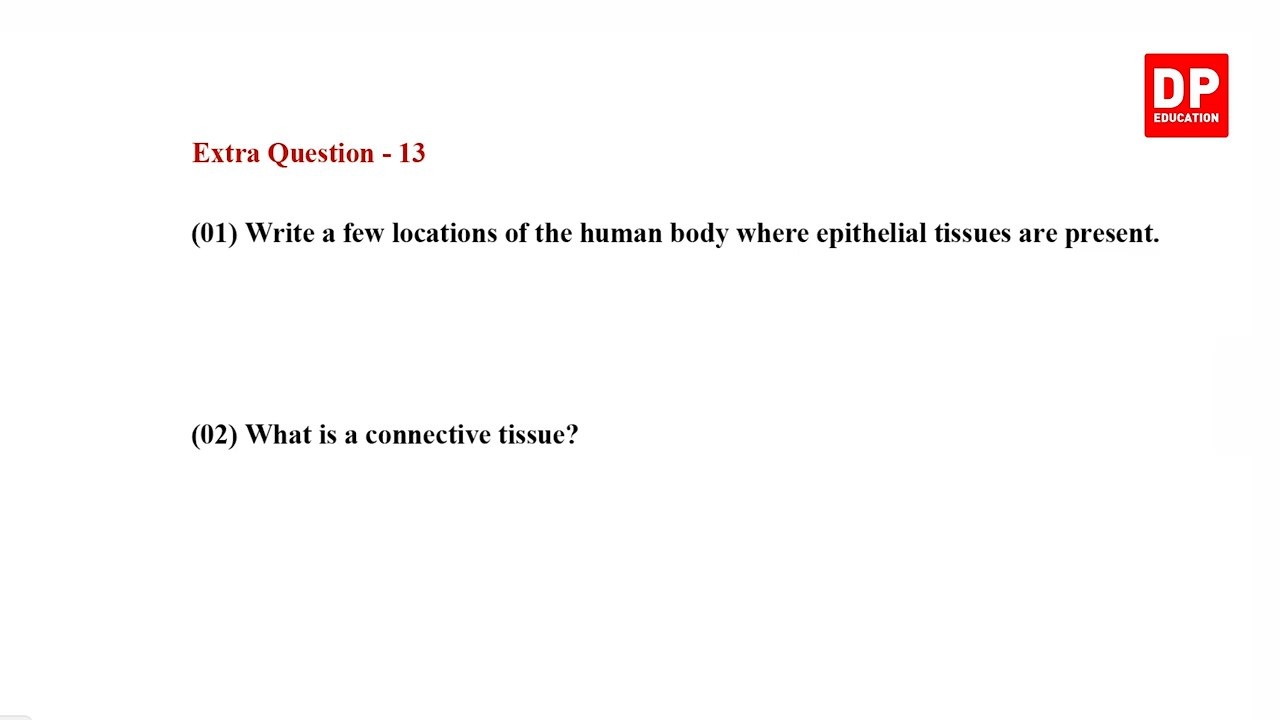 DP
EDUCATION
Extra Question - 13
(01) Write a few locations of the human body where epithelial tissues are present.
(02) What is a connective tissue?